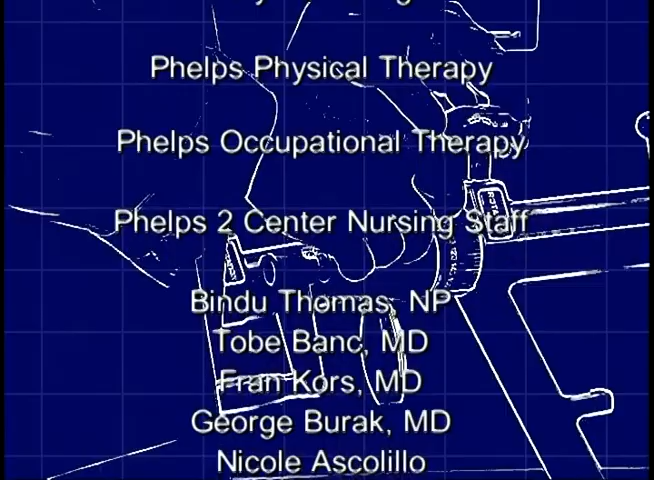 Phelps Physical Therapy
Phelps Occupational Therapy
Phelps 2 Center Nursing Staff
Bindu Thomas, NP
Tobe Banc, MD
Fran Kors, MD
George Burak, MD
Nicole Ascolillo